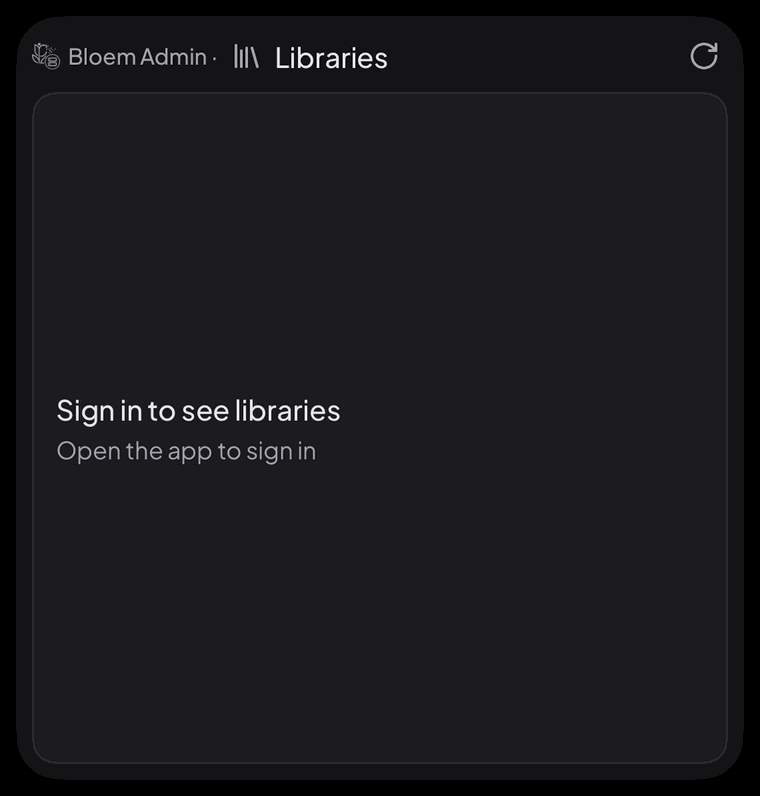 Bloem Admin · Libraries
Sign in to see libraries
Open the app to sign in